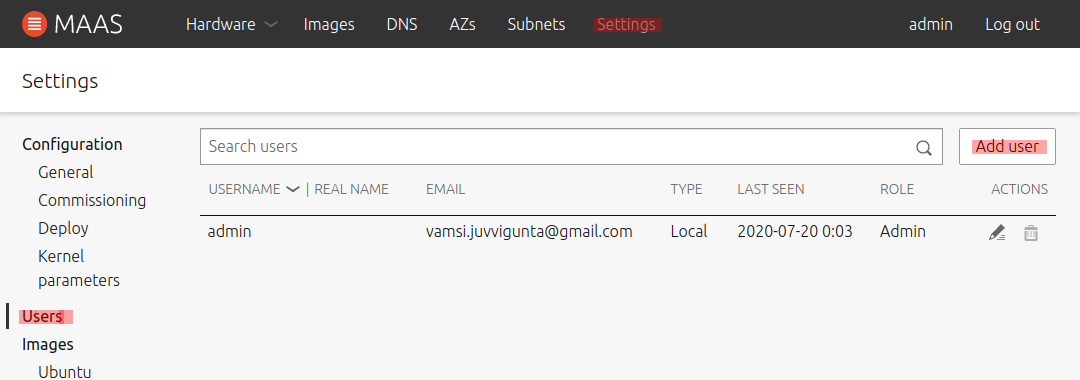 MAAS Hardware Images DNS AZs Subnets Settings admin Log out
Settings
Configuration
General
Commissioning
Deploy
Kernel
parameters
Users
Images
Ubuntu
Search users Add user
USERNAME | REAL NAME EMAIL TYPE LAST SEEN ROLE ACTIONS
admin vamsi.juvvigunta@gmail.com Local 2020-07-20 0:03 Admin